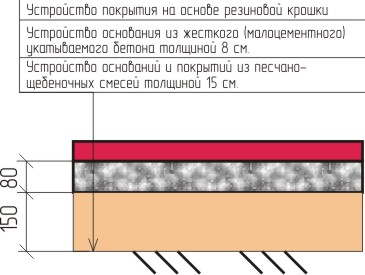 Устройство покрытия на основе резиновой крошки
Устройство основания из жесткого (малоцементного)
укатываемого бетона толщиной 8 см.
Устройство оснований и покрытий из песчано-
щебеночных смесей толщиной 15 см.
80
150